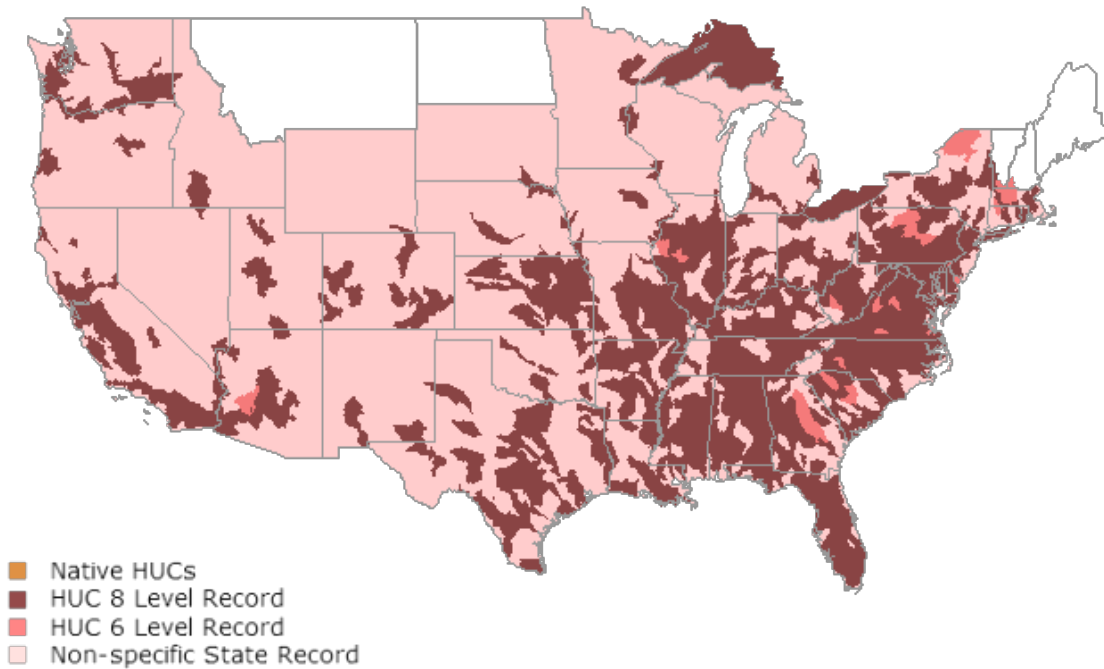 Native HUCs
HUC 8 Level Record
HUC 6 Level Record
Non-specific State Record